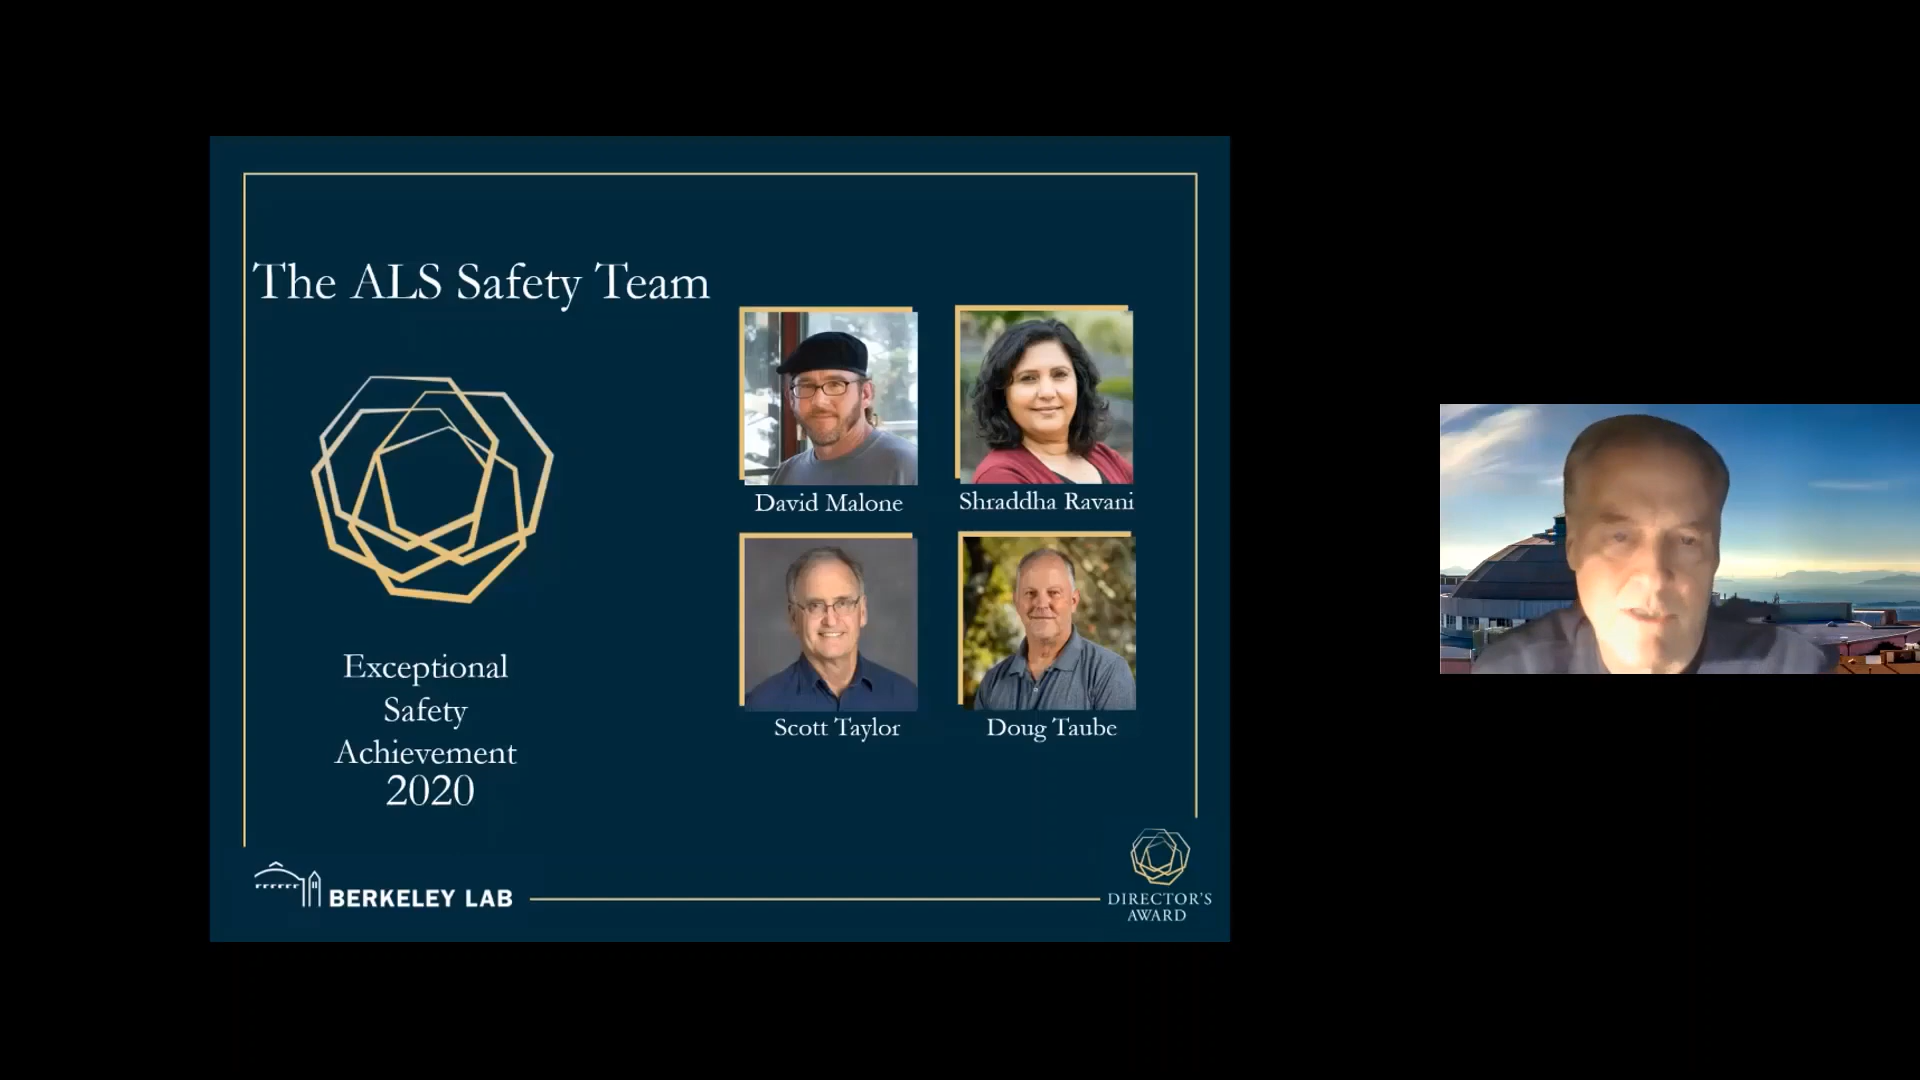 The ALS Safety Team
David Malone
Shraddha Ravani
Scott Taylor
Doug Taube
Exceptional
Safety
Achievement
2020
BERKELEY LAB
DIRECTOR'S
AWARD